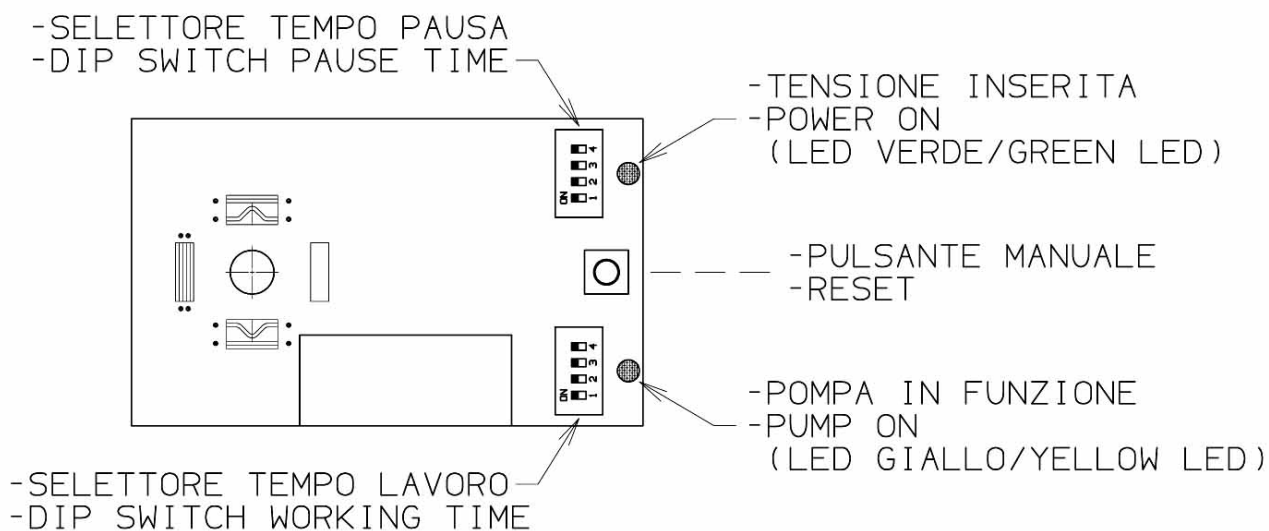 -SELETTORE TEMPO PAUSA
-DIP SWITCH PAUSE TIME
-TENSIONE INSERITA
-POWER ON
(LED VERDE/GREEN LED)
4
3
2
ON 1
-PULSANTE MANUALE
-RESET
4
3
2
ON 1
-POMPA IN FUNZIONE
-PUMP ON
(LED GIALLO/YELLOW LED)
-SELETTORE TEMPO LAVORO
-DIP SWITCH WORKING TIME